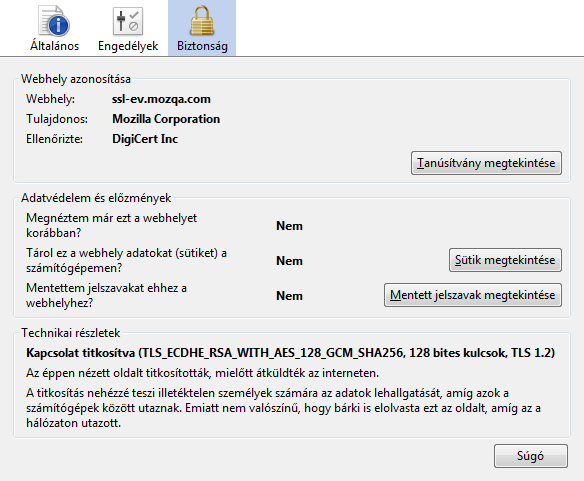 Általános Engedélyek Biztonság
Webhely azonosítása
Webhely: ssl-ev.mozqa.com
Tulajdonos: Mozilla Corporation
Ellenőrizte: DigiCert Inc
Tanúsítvány megtekintése
Adatvédelem és előzmények
Megnéztem már ezt a webhelyet
korábban?
Nem
Tárol ez a webhely adatokat (sütiket) a
számítógépemen?
Nem
Sütik megtekintése
Mentettem jelszavakat ehhez a
webhelyhez?
Nem
Mentett jelszavak megtekintése
Technikai részletek
Kapcsolat titkosítva (TLS_ECDHE_RSA_WITH_AES_128_GCM_SHA256, 128 bites kulcsok, TLS 1.2)
Az éppen nézett oldalt titkosították, mielőtt átküldték az interneten.
A titkosítás nehézzé teszi illetéktelen személyek számára az adatok lehallgatását, amíg azok a
számítógépek között utaznak. Emiatt nem valószínű, hogy bárki is elolvasta ezt az oldalt, amíg az a
hálózaton utazott.
Súgó